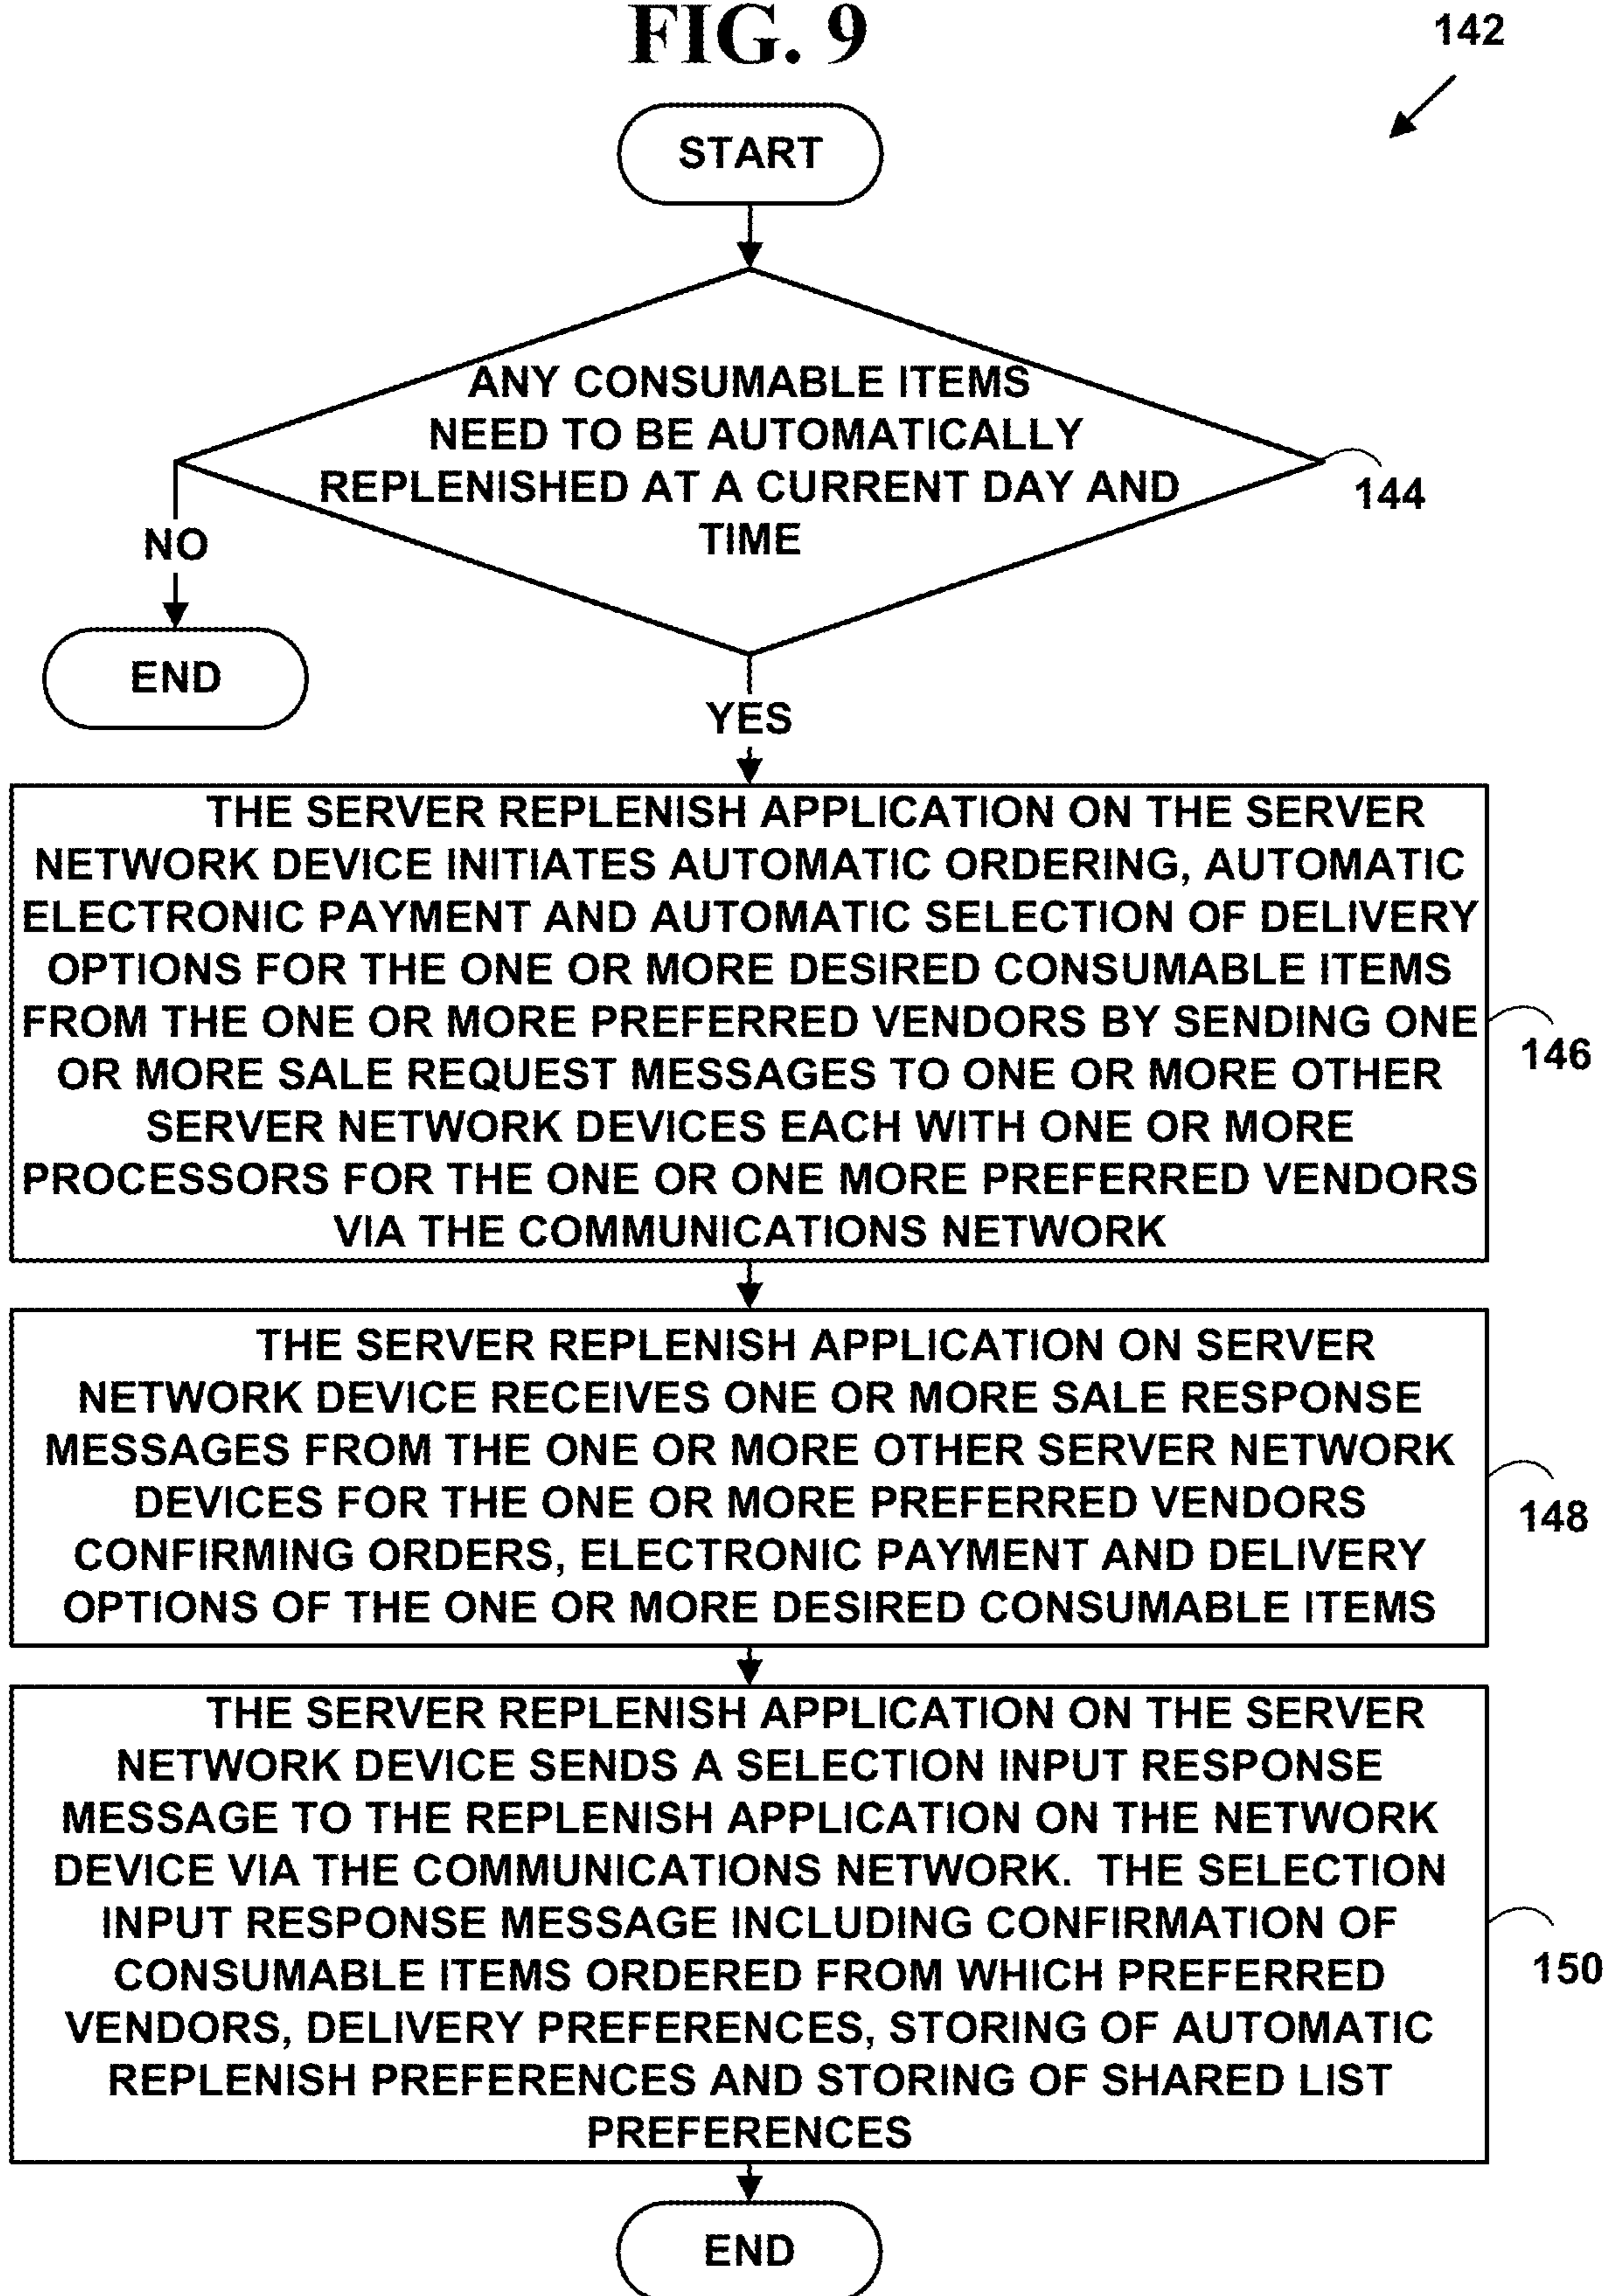 FIG. 9
142
START
ANY CONSUMABLE ITEMS
NEED TO BE AUTOMATICALLY
REPLENISHED AT A CURRENT DAY AND
TIME
144
NO
END
YES
THE SERVER REPLENISH APPLICATION ON THE SERVER
NETWORK DEVICE INITIATES AUTOMATIC ORDERING, AUTOMATIC
ELECTRONIC PAYMENT AND AUTOMATIC SELECTION OF DELIVERY
OPTIONS FOR THE ONE OR MORE DESIRED CONSUMABLE ITEMS
FROM THE ONE OR MORE PREFERRED VENDORS BY SENDING ONE
OR MORE SALE REQUEST MESSAGES TO ONE OR MORE OTHER
SERVER NETWORK DEVICES EACH WITH ONE OR MORE
PROCESSORS FOR THE ONE OR ONE MORE PREFERRED VENDORS
VIA THE COMMUNICATIONS NETWORK
146
THE SERVER REPLENISH APPLICATION ON SERVER
NETWORK DEVICE RECEIVES ONE OR MORE SALE RESPONSE
MESSAGES FROM THE ONE OR MORE OTHER SERVER NETWORK
DEVICES FOR THE ONE OR MORE PREFERRED VENDORS
CONFIRMING ORDERS, ELECTRONIC PAYMENT AND DELIVERY
OPTIONS OF THE ONE OR MORE DESIRED CONSUMABLE ITEMS
148
THE SERVER REPLENISH APPLICATION ON THE SERVER
NETWORK DEVICE SENDS A SELECTION INPUT RESPONSE
MESSAGE TO THE REPLENISH APPLICATION ON THE NETWORK
DEVICE VIA THE COMMUNICATIONS NETWORK. THE SELECTION
INPUT RESPONSE MESSAGE INCLUDING CONFIRMATION OF
CONSUMABLE ITEMS ORDERED FROM WHICH PREFERRED
VENDORS, DELIVERY PREFERENCES, STORING OF AUTOMATIC
REPLENISH PREFERENCES AND STORING OF SHARED LIST
PREFERENCES
150
END